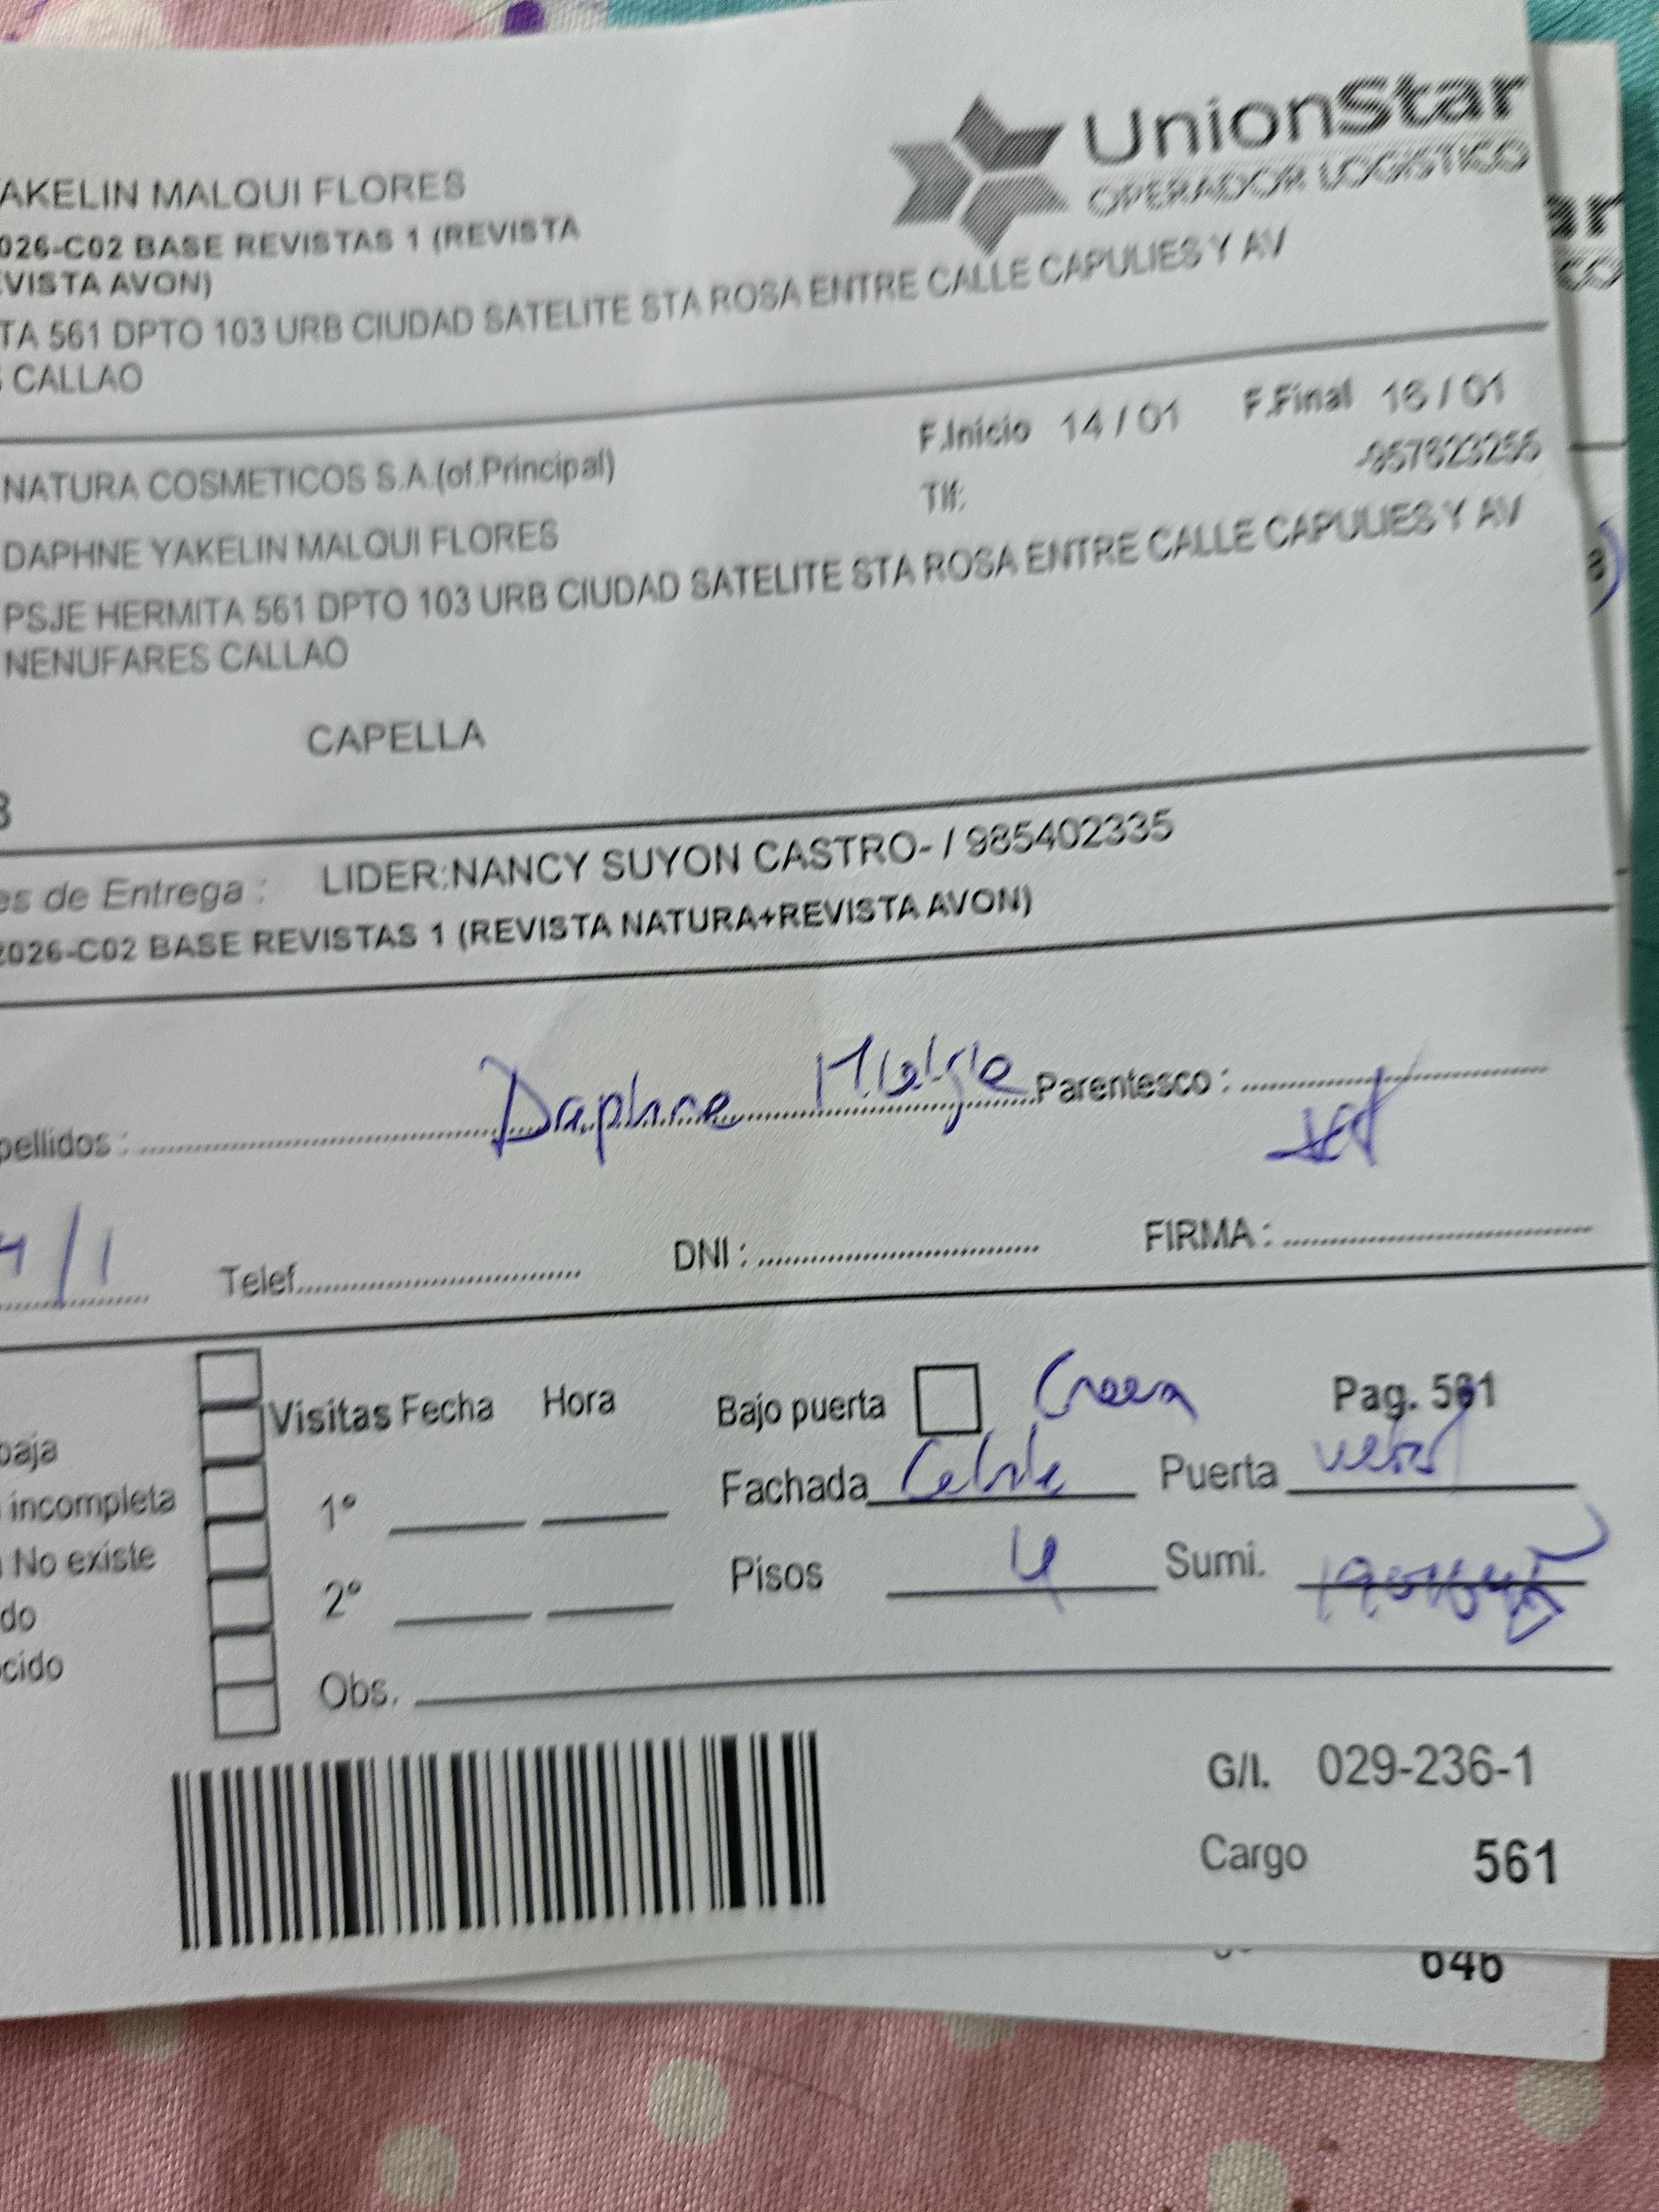 UnionStar
OPERADOR LOGISTICO
AKELIN MALQUI FLORES
026-C02 BASE REVISTAS 1 (REVISTA
VISTA AVON)
TA 561 DPTO 103 URB CIUDAD SATELITE STA ROSA ENTRE CALLE CAPULIES Y AV
CALLAO
F.Inicio 14 / 01 F.Final 16 / 01
NATURA COSMETICOS S.A.(of.Principal)
Tlf: -957623255
DAPHNE YAKELIN MALQUI FLORES
PSJE HERMITA 561 DPTO 103 URB CIUDAD SATELITE STA ROSA ENTRE CALLE CAPULIES Y AV
NENUFARES CALLAO
CAPELLA
es de Entrega : LIDER:NANCY SUYON CASTRO- / 985402335
2026-C02 BASE REVISTAS 1 (REVISTA NATURA+REVISTA AVON)
pellidos : Daphne Parentesco :
4/1 Telef. DNI : FIRMA :
Visitas Fecha Hora Bajo puerta Crema Pag. 561
baja
Fachada Puerta
incompleta 1°
No existe Pisos 4 Sumi.
do 2°
cido
Obs.
G/I. 029-236-1
Cargo 561
646